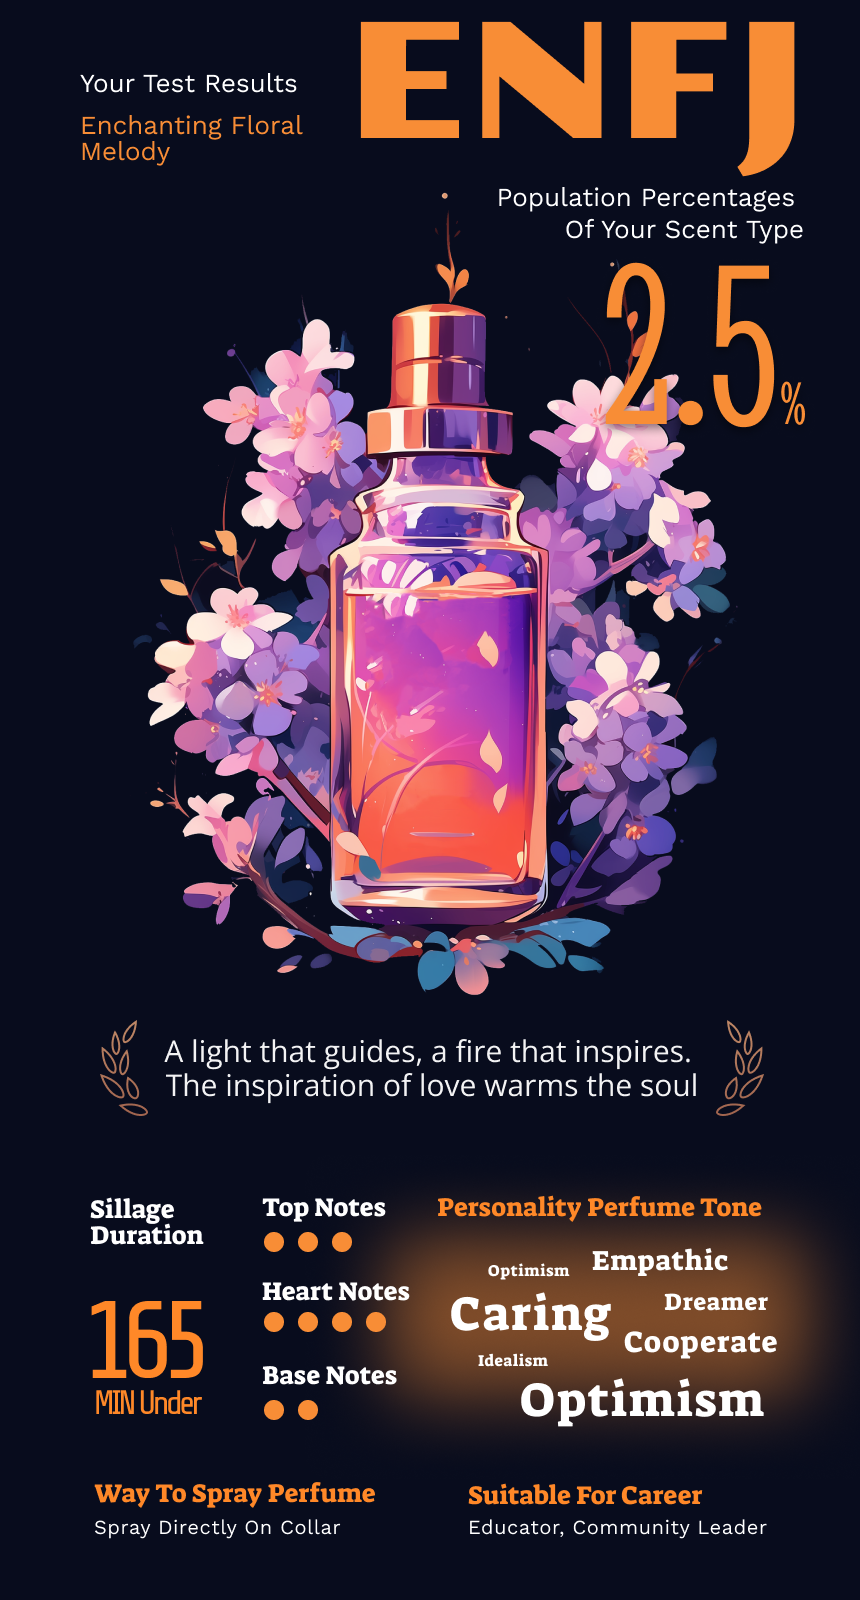 ENFJ
Your Test Results
Enchanting Floral
Melody
Population Percentages
Of Your Scent Type
2.5%
A light that guides, a fire that inspires.
The inspiration of love warms the soul
Sillage
Duration
165
MIN Under
Top Notes
Heart Notes
Base Notes
Personality Perfume Tone
Optimism
Empathic
Caring
Dreamer
Cooperate
Idealism
Optimism
Way To Spray Perfume
Spray Directly On Collar
Suitable For Career
Educator, Community Leader